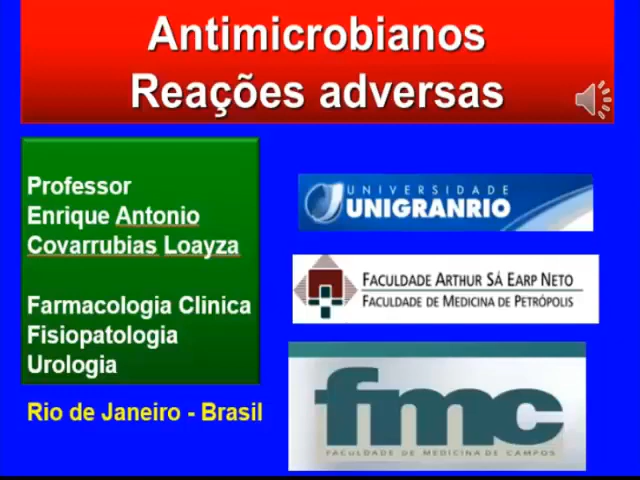 Antimicrobianos
Reações adversas
Professor
Enrique Antonio
Covarrubias Loayza
Farmacologia Clinica
Fisiopatologia
Urologia
Rio de Janeiro - Brasil
UNIVERSIDADE
UNIGRANRIO
FACULDADE ARTHUR SÁ EARP NETO
FACULDADE DE MEDICINA DE PETRÓPOLIS
fmc
FACULDADE DE MEDICINA DE CAMPOS